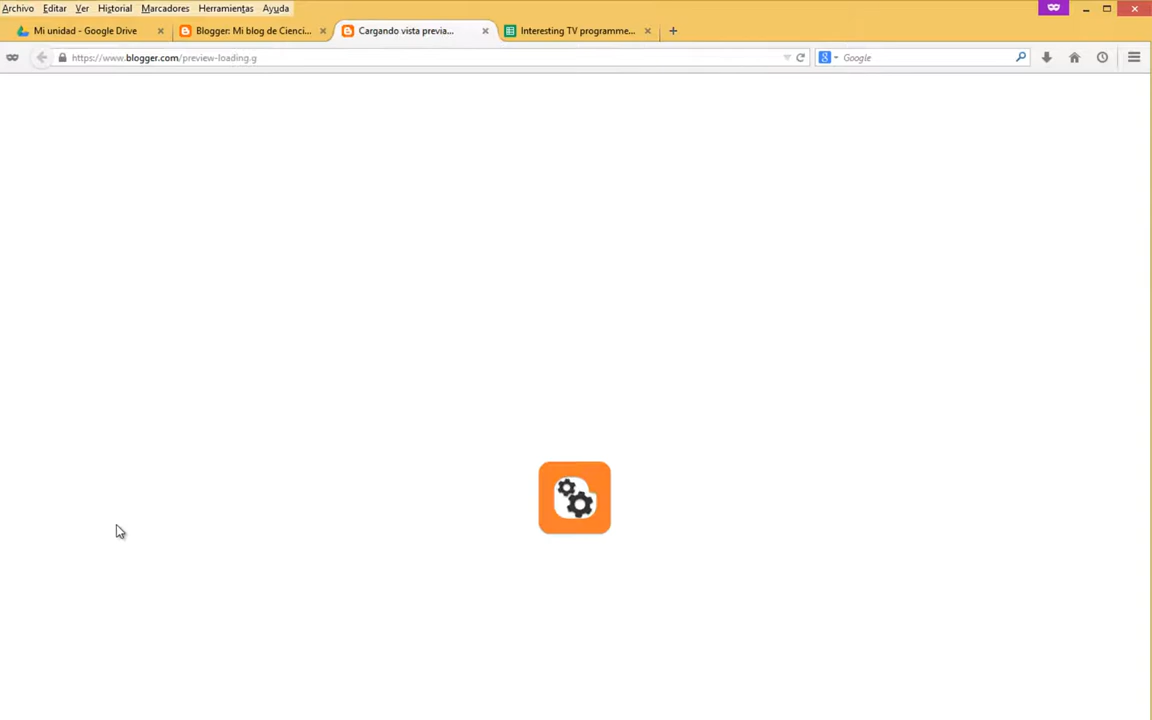 Archivo Editar Ver Historial Marcadores Herramientas Ayuda
Mi unidad - Google Drive Blogger: Mi blog de Cienci... Cargando vista previa... Interesting TV programme...
https://www.blogger.com/preview-loading.g Google